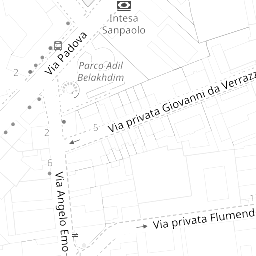 Intesa
Sanpaolo
Via Padova
Parco Adil
Belakhdim
2
Via privata Giovanni da Verrazz
2
5
6
Via Angelo Emo
Via privata Flumend
1